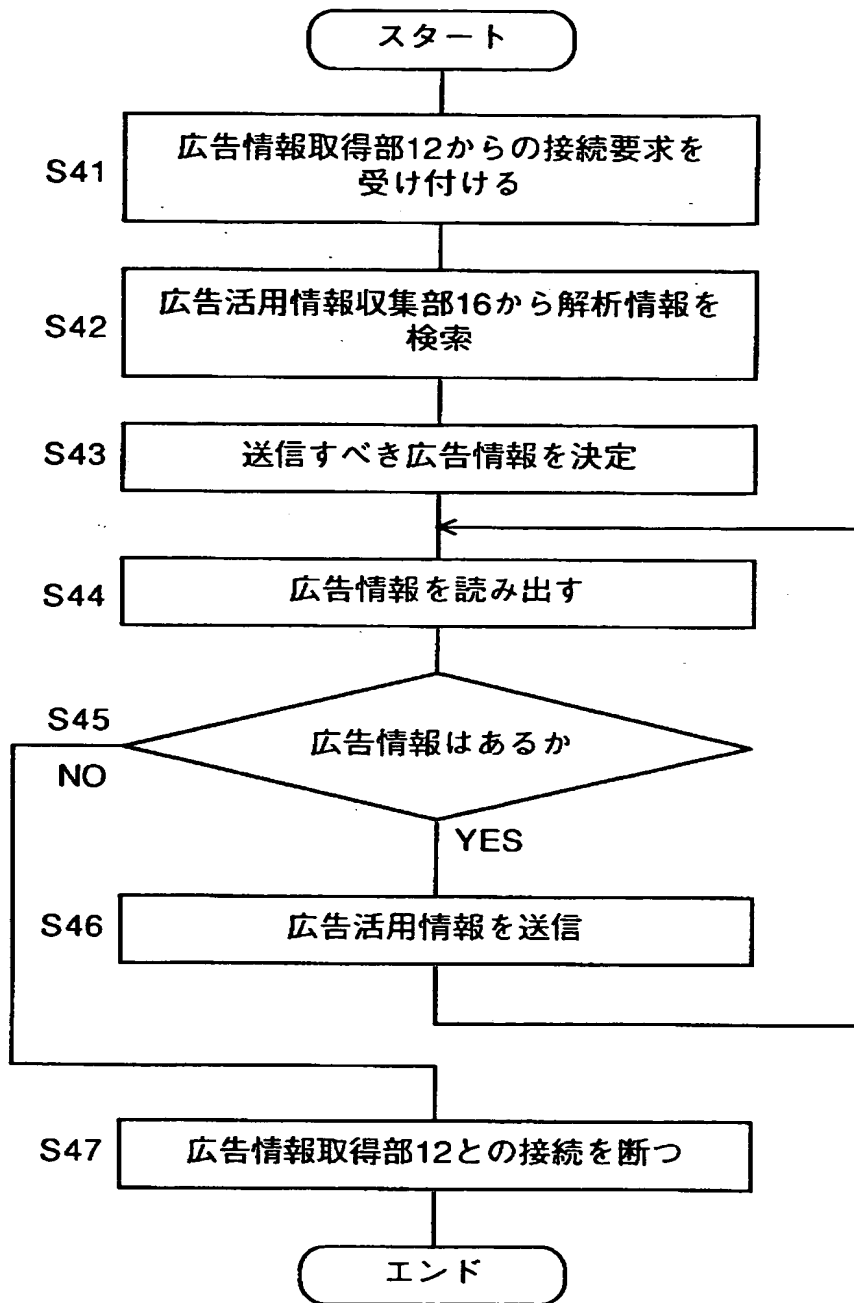 スタート
S41
広告情報取得部12からの接続要求を
受け付ける
S42
広告活用情報収集部16から解析情報を
検索
S43
送信すべき広告情報を決定
S44
広告情報を読み出す
S45
広告情報はあるか
NO
YES
S46
広告活用情報を送信
S47
広告情報取得部12との接続を断つ
エンド